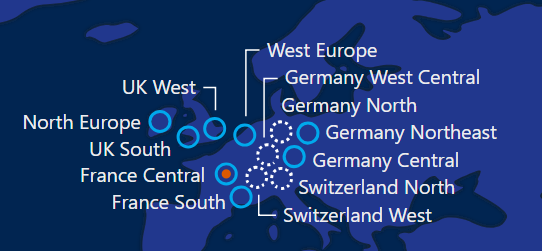 West Europe
Germany West Central
UK West
Germany North
North Europe
Germany Northeast
UK South
Germany Central
France Central
Switzerland North
France South
Switzerland West